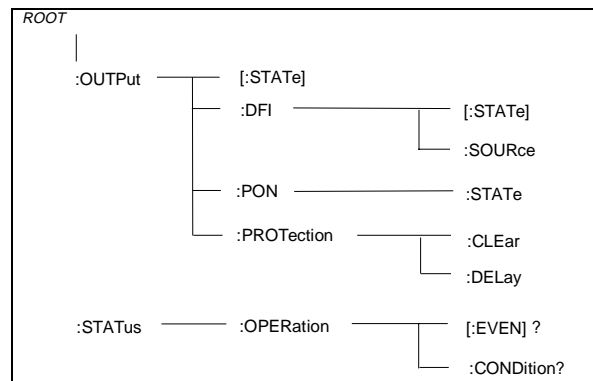 ROOT
:OUTPut [:STATe]
:DFI [:STATe]
:SOURce
:PON :STATe
:PROTection :CLEar
:DELay
:STATus :OPERation [:EVEN] ?
:CONDition?